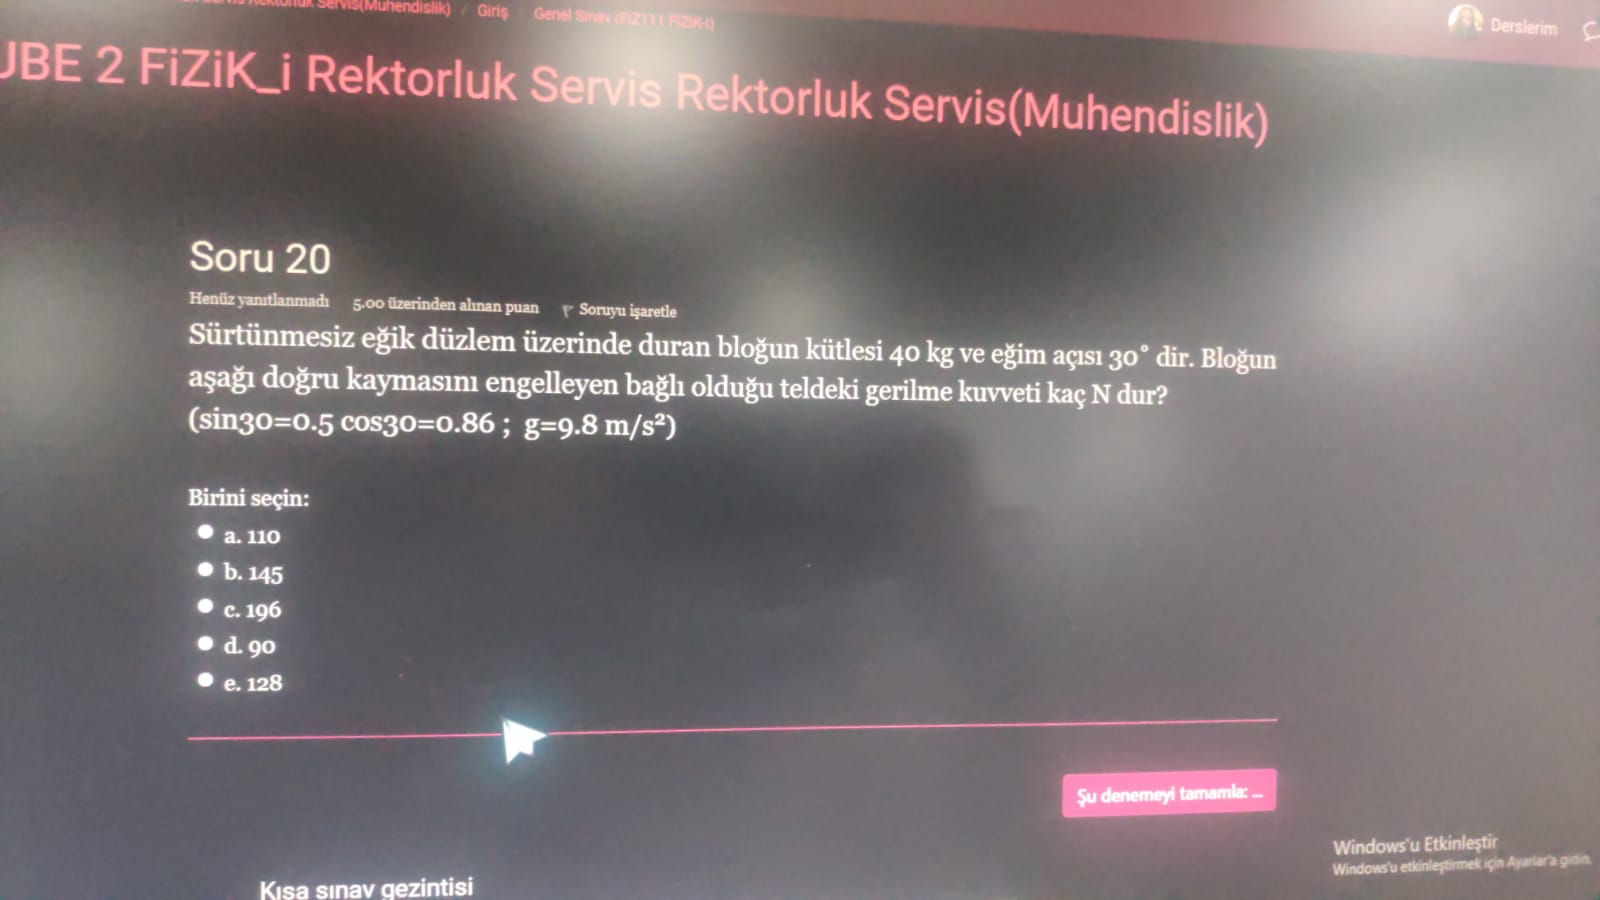 Servis(Muhendislik) / Giriş / Genel Sınav (FİZ111 FİZİK-I)
Derslerim
UBE 2 FiZiK_i Rektorluk Servis Rektorluk Servis(Muhendislik)
Soru 20
Henüz yanıtlanmadı 5.00 üzerinden alınan puan Soruyu işaretle
Sürtünmesiz eğik düzlem üzerinde duran bloğun kütlesi 40 kg ve eğim açısı 30° dir. Bloğun
aşağı doğru kaymasını engelleyen bağlı olduğu teldeki gerilme kuvveti kaç N dur?
(sin30=0.5 cos30=0.86 ; g=9.8 m/s²)
Birini seçin:
a. 110
b. 145
c. 196
d. 90
e. 128
Şu denemeyi tamamla: ...
Windows'u Etkinleştir
Windows'u etkinleştirmek için Ayarlar'a gidin.
Kısa sınav gezintisi